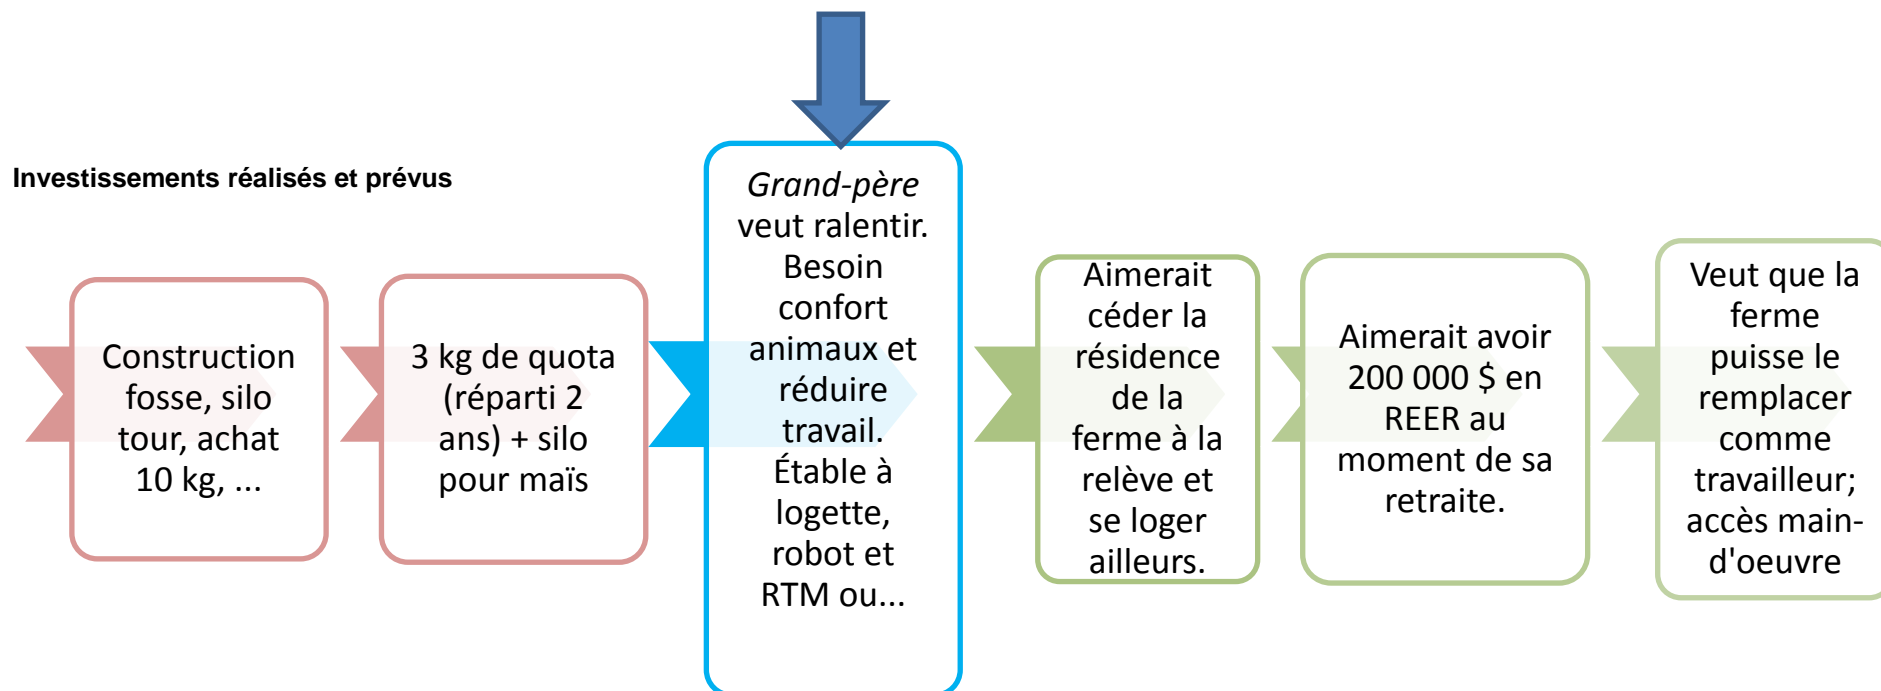 Investissements réalisés et prévus
Construction
fosse, silo
tour, achat
10 kg, ...
3 kg de quota
(réparti 2
ans) + silo
pour maïs
Grand-père
veut ralentir.
Besoin
confort
animaux et
réduire
travail.
Étable à
logette,
robot et
RTM ou...
Aimerait
céder la
résidence
de la
ferme à la
relève et
se loger
ailleurs.
Aimerait avoir
200 000 $ en
REER au
moment de sa
retraite.
Veut que la
ferme
puisse le
remplacer
comme
travailleur;
accès main-
d'oeuvre